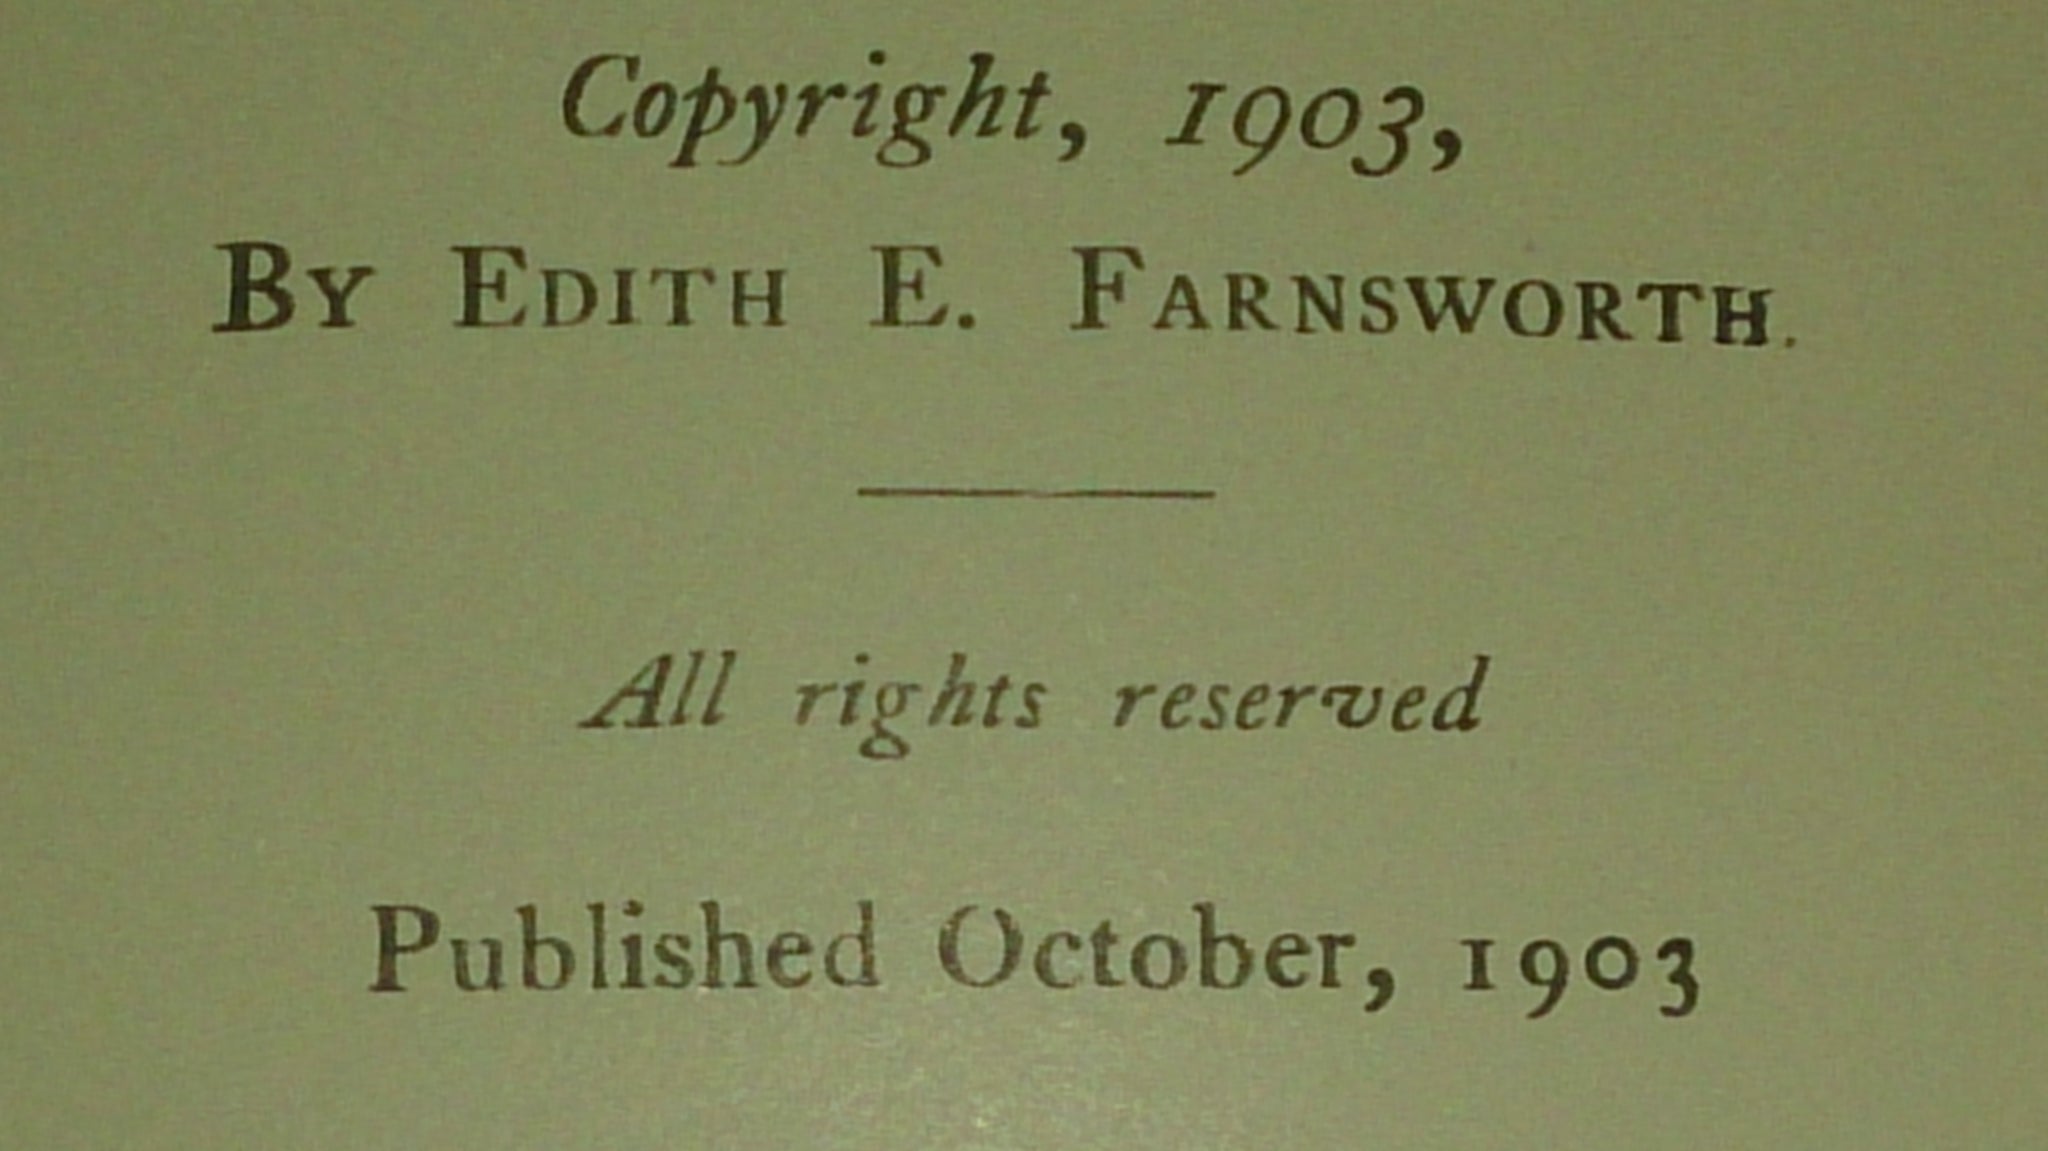 Copyright, 1903,
BY EDITH E. FARNSWORTH.
All rights reserved
Published October, 1903